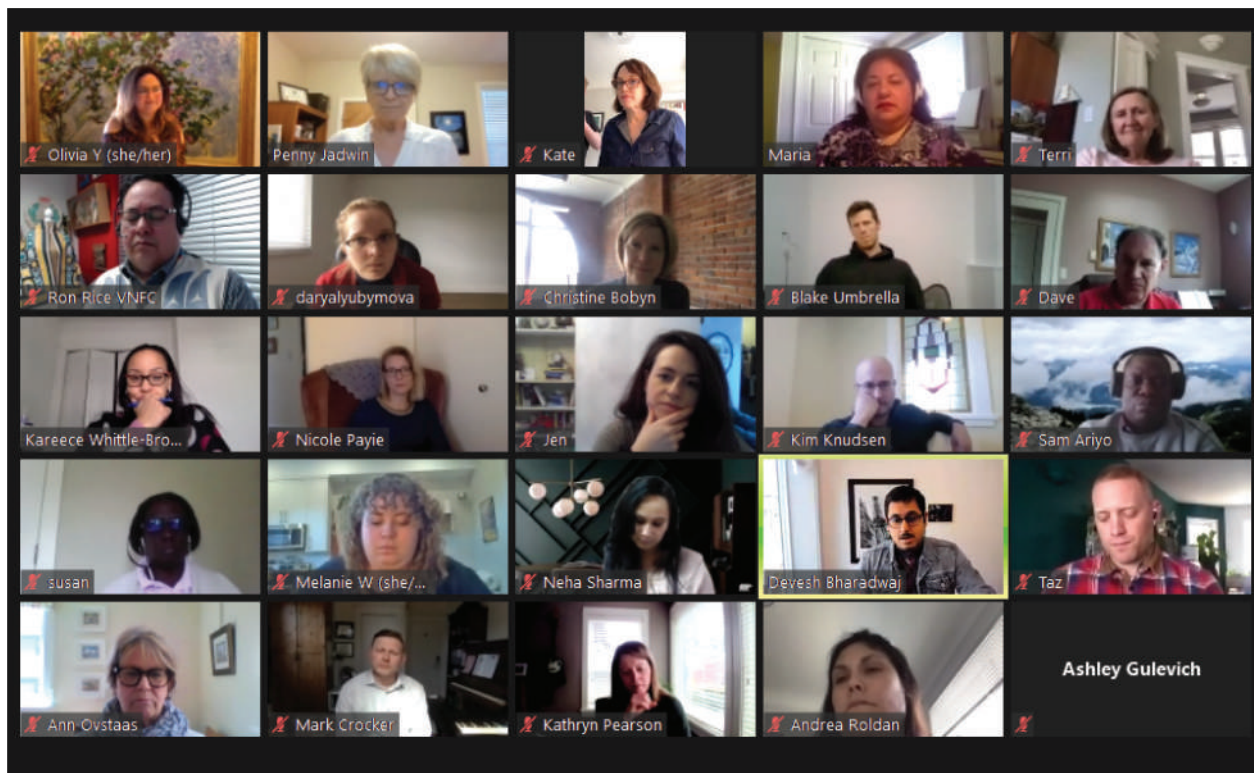 Olivia Y (she/her)
Penny Jadwin
Kate
Maria
Terri
Ron Rice VNFC
daryalyubymova
Christine Bobyn
Blake Umbrella
Dave
Kareece Whittle-Bro...
Nicole Payie
Jen
Kim Knudsen
Sam Ariyo
susan
Melanie W (she/...
Neha Sharma
Devesh Bharadwaj
Taz
Ann Ovstaas
Mark Crocker
Kathryn Pearson
Andrea Roldan
Ashley Gulevich